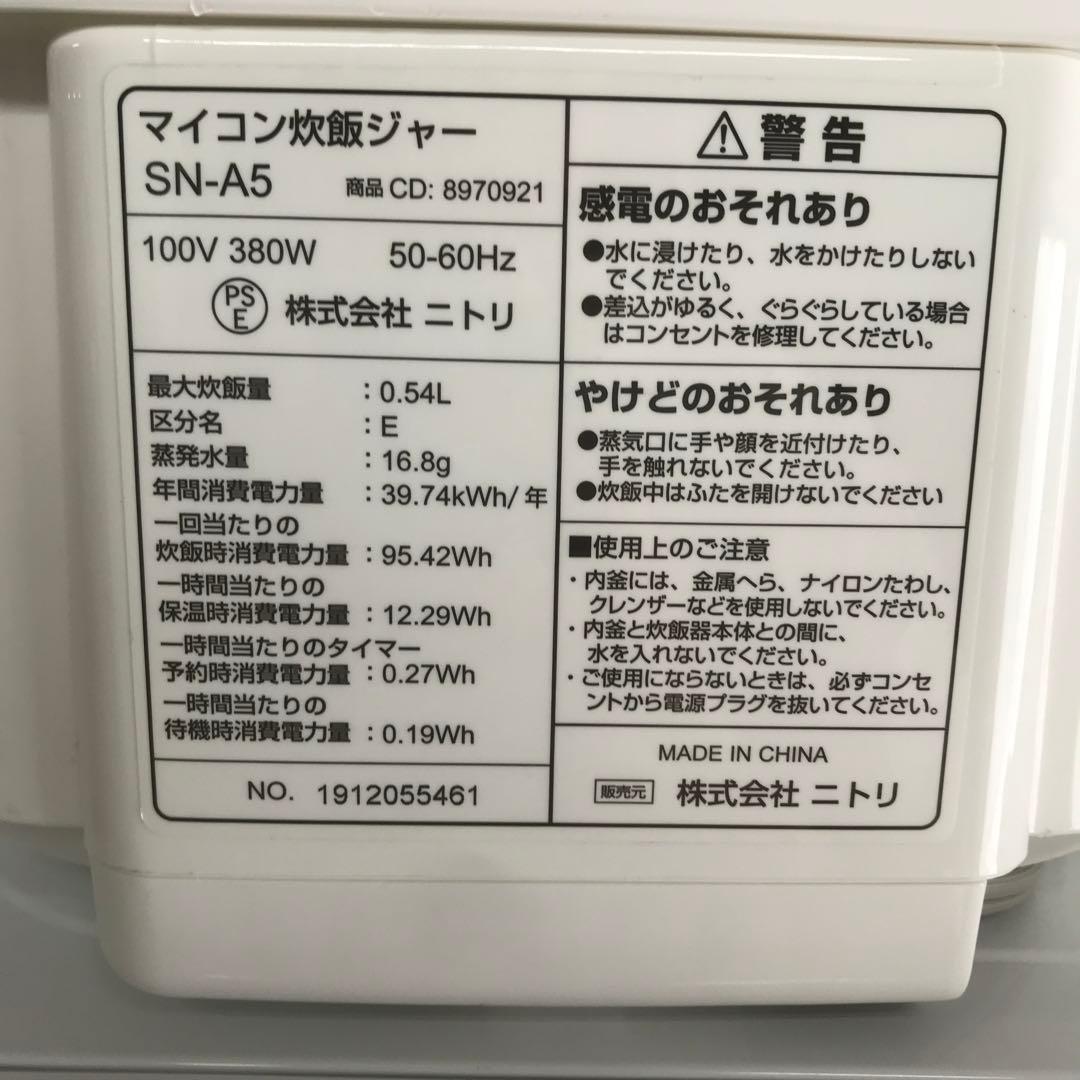 マイコン炊飯ジャー
SN-A5 商品 CD: 8970921
100V 380W 50-60Hz
PS
E
株式会社 ニトリ
最大炊飯量 : 0.54L
区分名 : E
蒸発水量 : 16.8g
年間消費電力量 : 39.74kWh/年
一回当たりの
炊飯時消費電力量 : 95.42Wh
一時間当たりの
保温時消費電力量 : 12.29Wh
一時間当たりのタイマー
予約時消費電力量 : 0.27Wh
一時間当たりの
待機時消費電力量 : 0.19Wh
NO. 1912055461
⚠警告
感電のおそれあり
●水に浸けたり、水をかけたりしない
でください。
●差込がゆるく、ぐらぐらしている場合
はコンセントを修理してください。
やけどのおそれあり
●蒸気口に手や顔を近付けたり、
手を触れないでください。
●炊飯中はふたを開けないでください
■使用上のご注意
・内釜には、金属へら、ナイロンたわし、
クレンザーなどを使用しないでください。
・内釜と炊飯器本体との間に、
水を入れないでください。
・ご使用にならないときは、必ずコンセ
ントから電源プラグを抜いてください。
MADE IN CHINA
販売元 株式会社 ニトリ